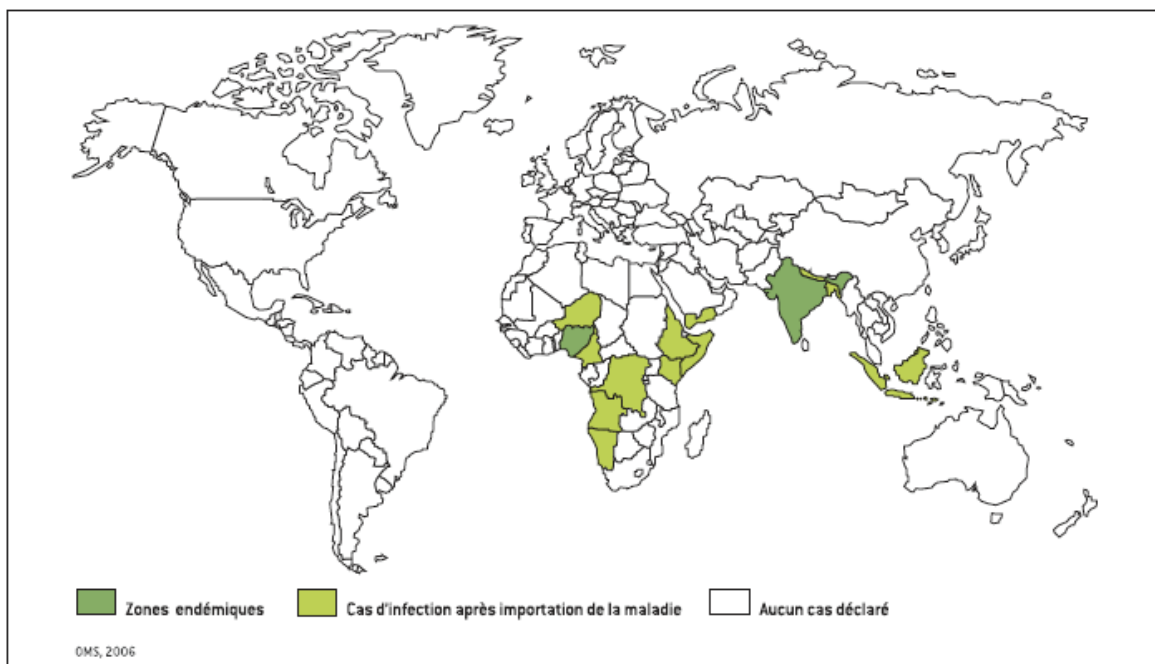 Zones endémiques
Cas d'infection après importation de la maladie
Aucun cas déclaré
OMS, 2006